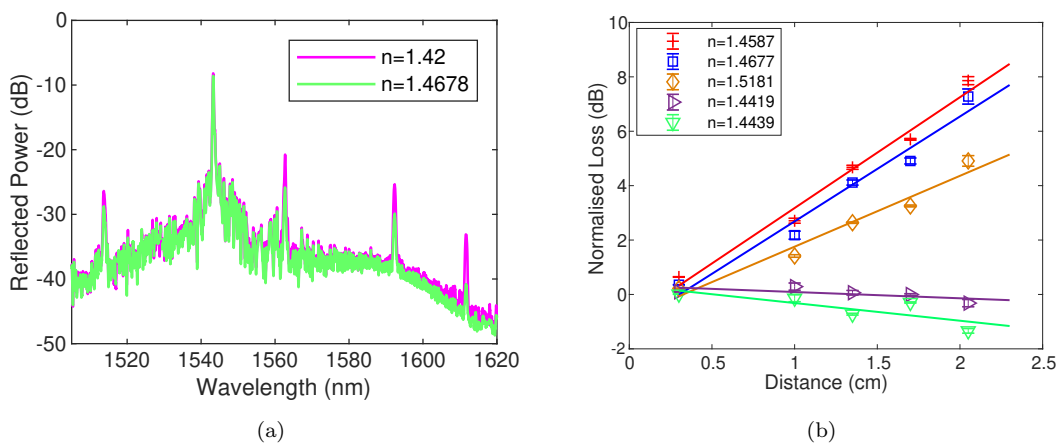 0
-10
-20
-30
-40
-50
Reflected Power (dB)
1520
1540
1560
1580
1600
1620
Wavelength (nm)
n=1.42
n=1.4678
(a)
10
8
6
4
2
0
-2
Normalised Loss (dB)
0
0.5
1
1.5
2
2.5
Distance (cm)
n=1.4587
n=1.4677
n=1.5181
n=1.4419
n=1.4439
(b)